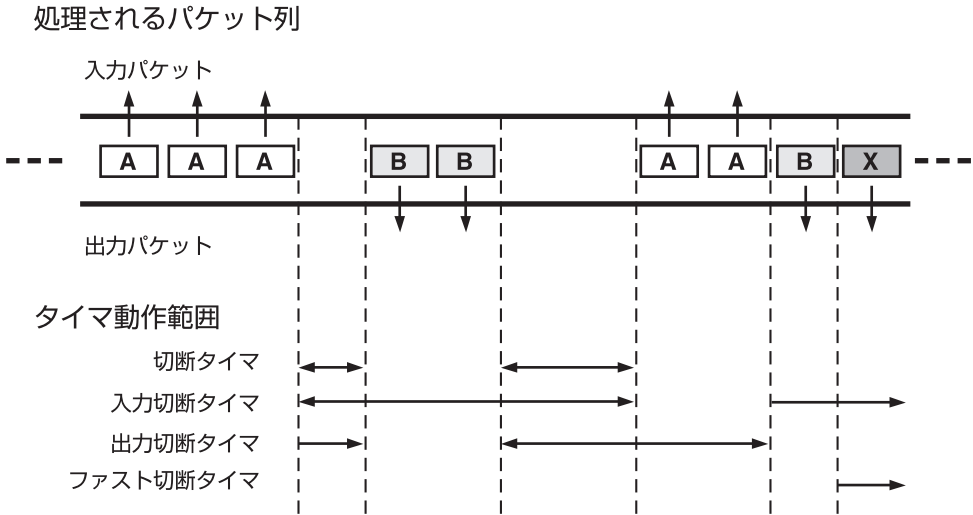 処理されるパケット列
入力パケット
A A A B B A A B X
出力パケット
タイマ動作範囲
切断タイマ
入力切断タイマ
出力切断タイマ
ファスト切断タイマ